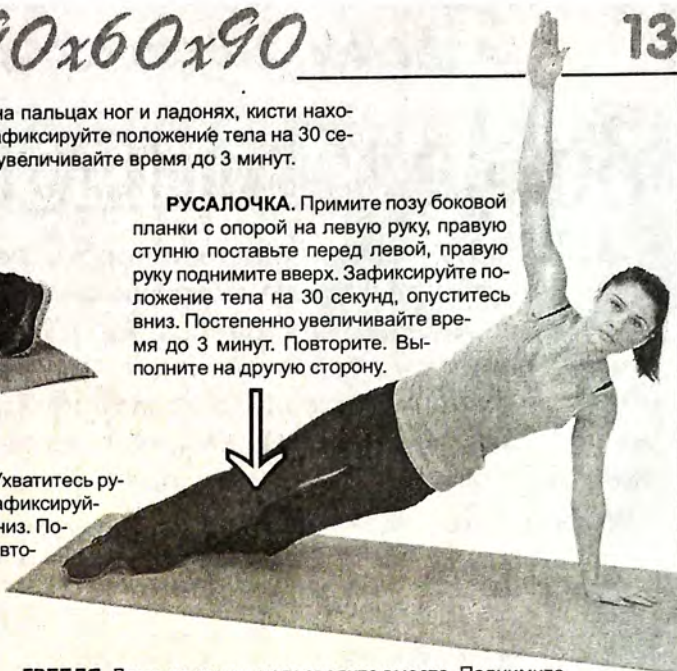 90x60x90
13
на пальцах ног и ладонях, кисти нахо-
афиксируйте положение тела на 30 се-
увеличивайте время до 3 минут.
РУСАЛОЧКА. Примите позу боковой
планки с опорой на левую руку, правую
ступню поставьте перед левой, правую
руку поднимите вверх. Зафиксируйте по-
ложение тела на 30 секунд, опуститесь
вниз. Постепенно увеличивайте вре-
мя до 3 минут. Повторите. Вы-
полните на другую сторону.
Ухватитесь ру-
афиксируй-
низ. По-
вто-